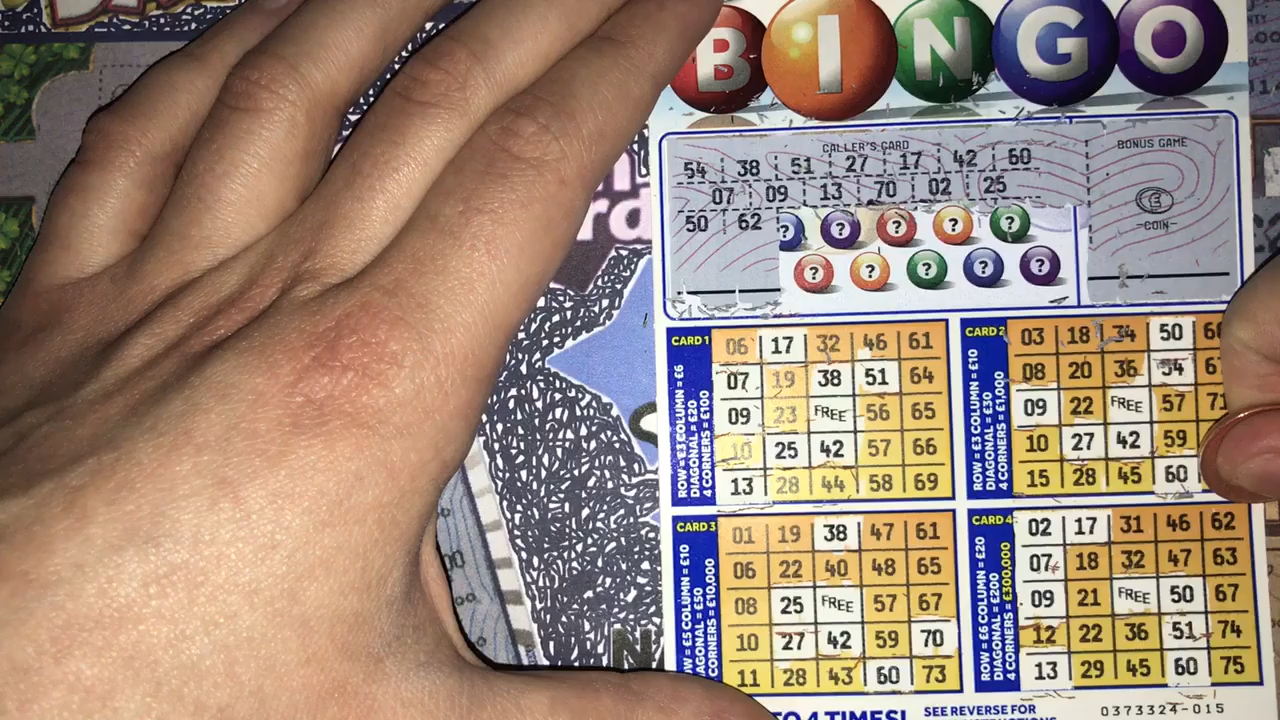 BINGO
CALLER'S CARD
54 38 51 27 17 42 60
07 09 13 70 02 25
50 62
? ? ? ? ?
? ? ? ? ?
BONUS GAME
£
-COIN-
CARD 1
ROW = £3 COLUMN = £6
DIAGONAL = £20
4 CORNERS = £100
06 17 32 46 61
07 19 38 51 64
09 23 FREE 56 65
10 25 42 57 66
13 28 44 58 69
CARD 2
ROW = £3 COLUMN = £10
DIAGONAL = £30
4 CORNERS = £1,000
03 18 34 50
08 20 36 54
09 22 FREE 57
10 27 42 59
15 28 45 60
CARD 3
W = £5 COLUMN = £10
AGONAL = £50
CORNERS = £10,000
01 19 38 47 61
06 22 40 48 65
08 25 FREE 57 67
10 27 42 59 70
11 28 43 60 73
CARD 4
ROW = £6 COLUMN = £20
DIAGONAL = £200
4 CORNERS = £300,000
02 17 31 46 62
07 18 32 47 63
09 21 FREE 50 67
12 22 36 51 74
13 29 45 60 75
TO 4 TIMES!
SEE REVERSE FOR
0373324-015